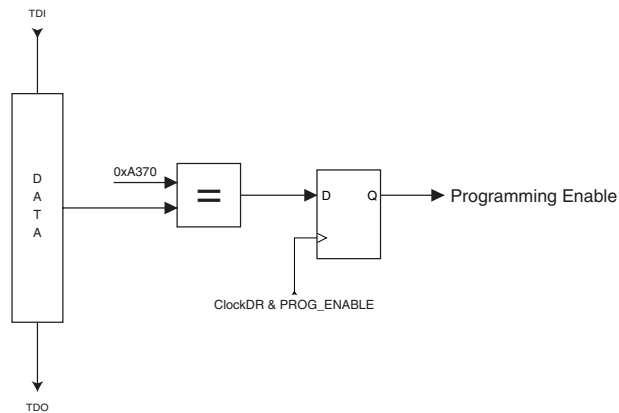 TDI
D
A
T
A
0xA370
=
D
Q
Programming Enable
ClockDR & PROG_ENABLE
TDO